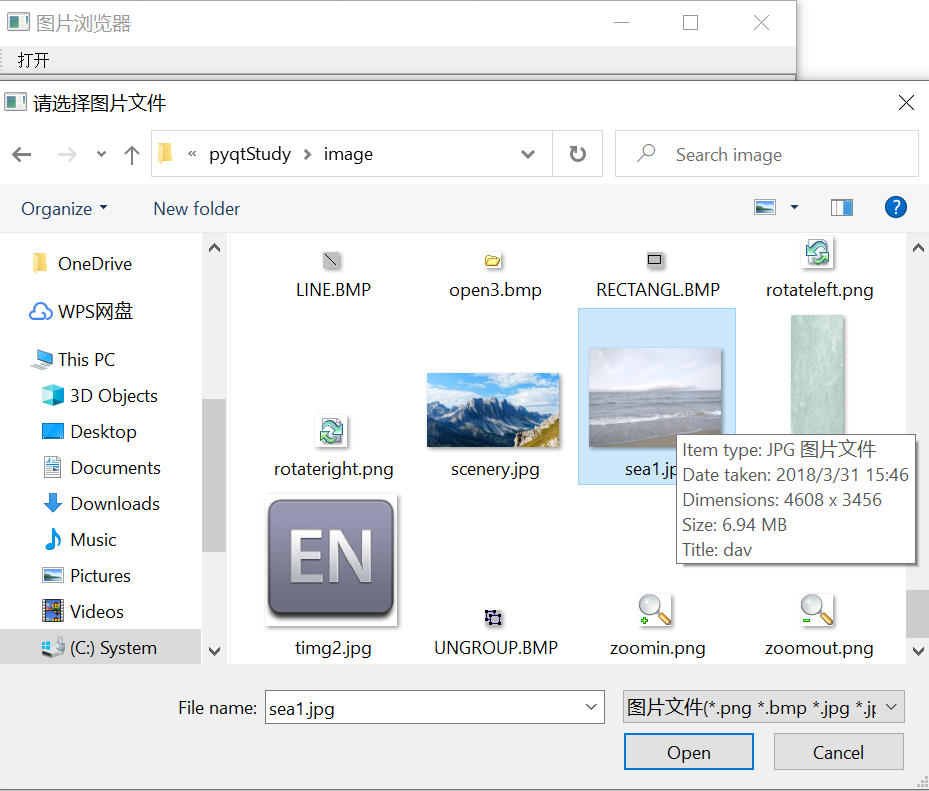 图片浏览器
打开
请选择图片文件
« pyqtStudy > image
Search image
Organize
New folder
?
OneDrive
WPS网盘
This PC
3D Objects
Desktop
Documents
Downloads
Music
Pictures
Videos
(C:) System
LINE.BMP
open3.bmp
RECTANGL.BMP
rotateleft.png
rotateright.png
scenery.jpg
sea1.jp
Item type: JPG 图片文件
Date taken: 2018/3/31 15:46
Dimensions: 4608 x 3456
Size: 6.94 MB
Title: dav
EN
timg2.jpg
UNGROUP.BMP
zoomin.png
zoomout.png
File name:
sea1.jpg
图片文件(*.png *.bmp *.jpg *.jp
Open
Cancel